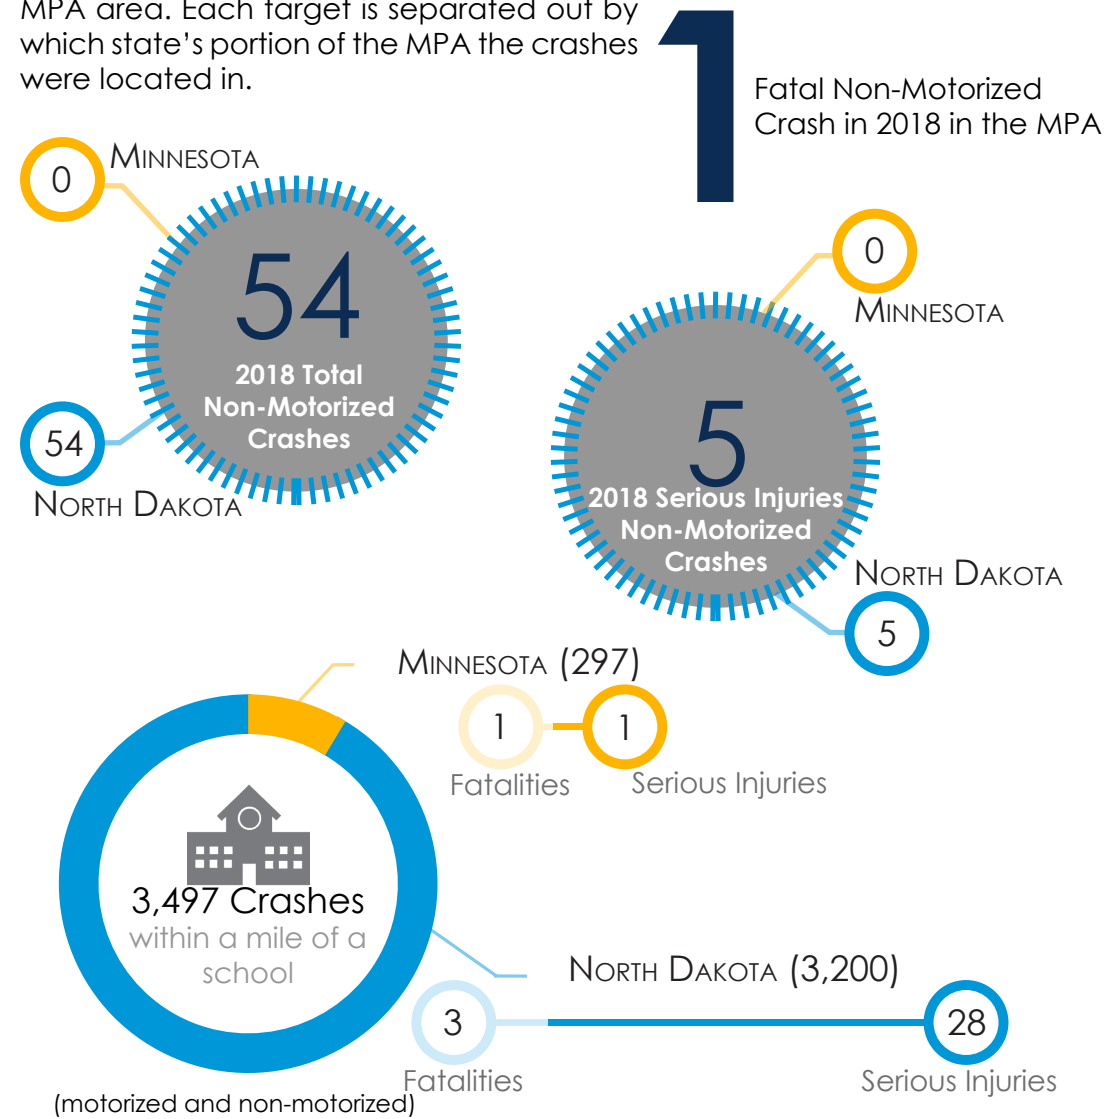 MPA area. Each target is separated out by
which state's portion of the MPA the crashes
were located in.
1
Fatal Non-Motorized
Crash in 2018 in the MPA
0
Minnesota
54
2018 Total
Non-Motorized
Crashes
54
North Dakota
0
Minnesota
5
2018 Serious Injuries
Non-Motorized
Crashes
North Dakota
5
Minnesota (297)
1
1
Fatalities
Serious Injuries
3,497 Crashes
within a mile of a
school
North Dakota (3,200)
3
28
Fatalities
Serious Injuries
(motorized and non-motorized)